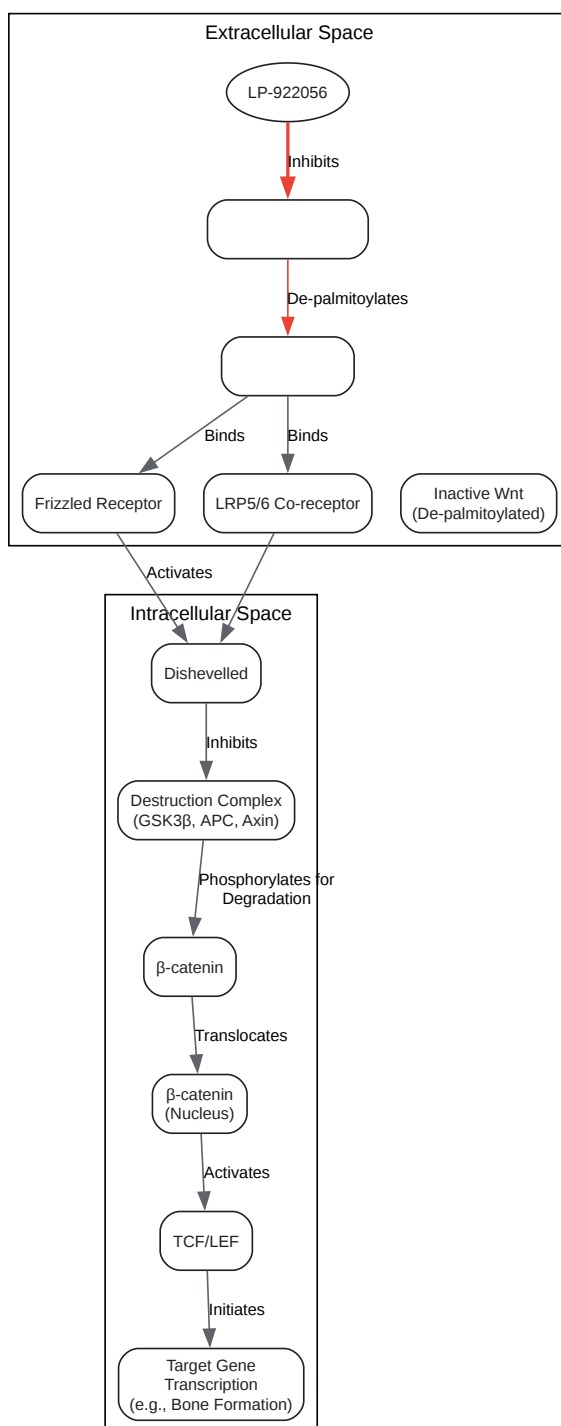 Extracellular Space
LP-922056
Inhibits
De-palmitoylates
Binds
Binds
Frizzled Receptor
LRP5/6 Co-receptor
Inactive Wnt
(De-palmitoylated)
Activates
Intracellular Space
Dishevelled
Inhibits
Destruction Complex
(GSK3β, APC, Axin)
Phosphorylates for
Degradation
β-catenin
Translocates
β-catenin
(Nucleus)
Activates
TCF/LEF
Initiates
Target Gene
Transcription
(e.g., Bone Formation)